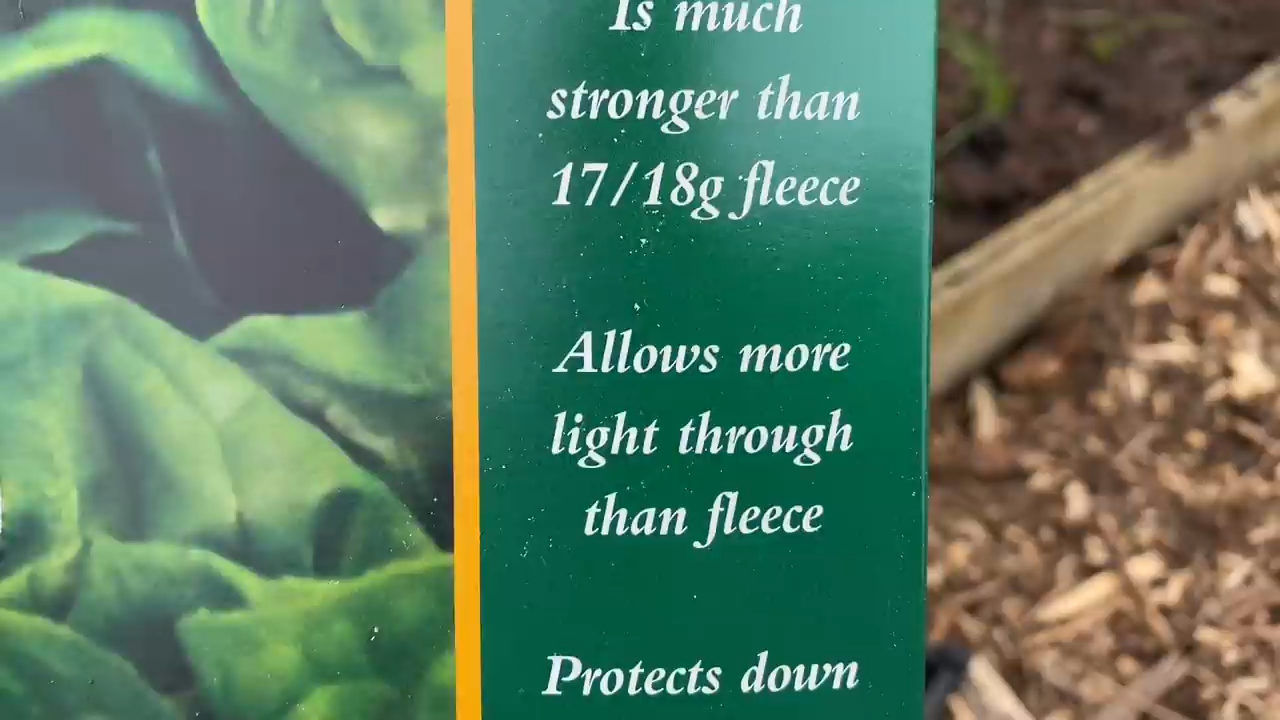 Is much
stronger than
17/18g fleece
Allows more
light through
than fleece
Protects down